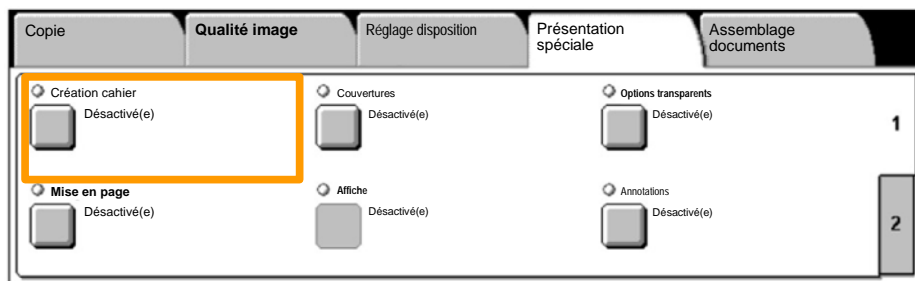 Copie
Qualité image
Réglage disposition
Présentation
spéciale
Assemblage
documents
Création cahier
Désactivé(e)
Couvertures
Désactivé(e)
Options transparents
Désactivé(e)
1
Mise en page
Désactivé(e)
Affiche
Désactivé(e)
Annotations
Désactivé(e)
2